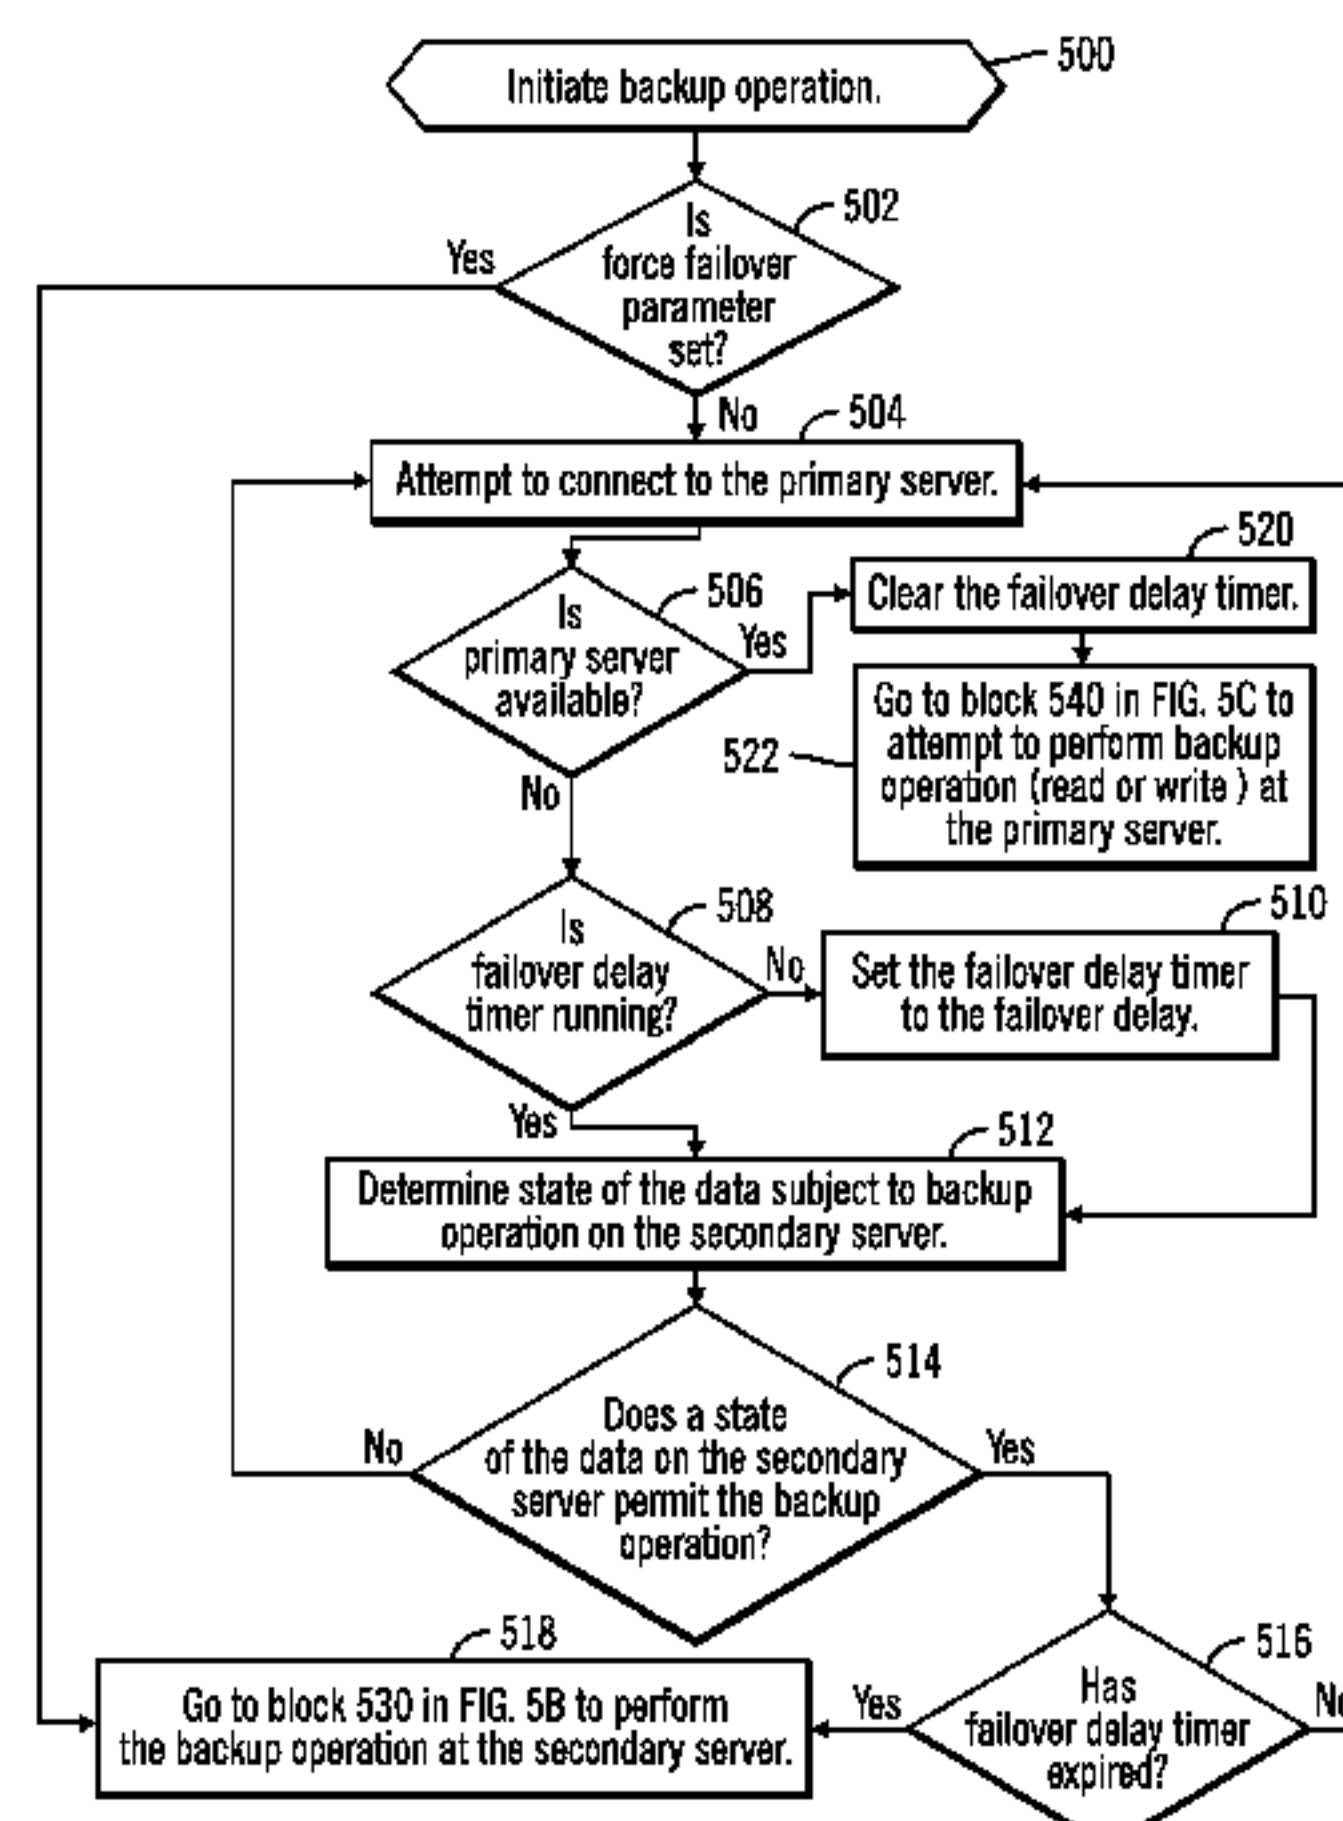 500
Initiate backup operation.
502
Is
force failover
parameter
set?
Yes
No
504
Attempt to connect to the primary server.
520
Clear the failover delay timer.
506
Is
primary server
available?
Yes
No
522
Go to block 540 in FIG. 5C to
attempt to perform backup
operation (read or write ) at
the primary server.
508
Is
failover delay
timer running?
No
Yes
510
Set the failover delay timer
to the failover delay.
512
Determine state of the data subject to backup
operation on the secondary server.
514
Does a state
of the data on the secondary
server permit the backup
operation?
No
Yes
516
Has
failover delay timer
expired?
Yes
No
518
Go to block 530 in FIG. 5B to perform
the backup operation at the secondary server.